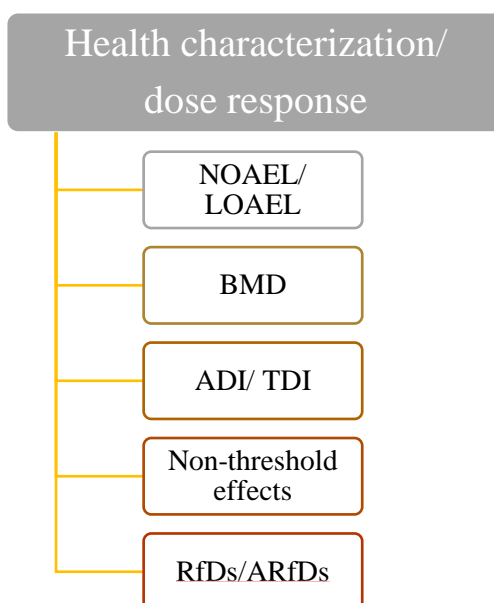 Health characterization/
dose response
NOAEL/
LOAEL
BMD
ADI/ TDI
Non-threshold
effects
RfDs/ARfDs